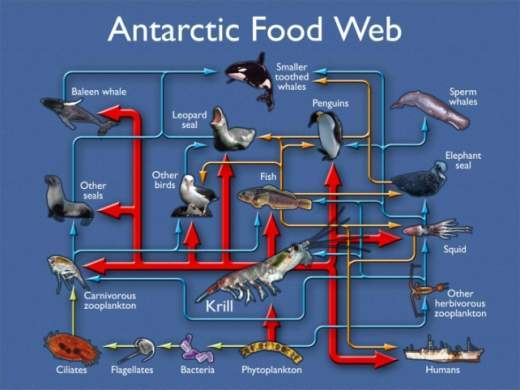 Antarctic Food Web
Smaller
toothed
whales
Baleen whale
Sperm
whales
Penguins
Leopard
seal
Elephant
seal
Other
seals
Other
birds
Fish
Squid
Carnivorous
zooplankton
Krill
Other
herbivorous
zooplankton
Ciliates
Flagellates
Bacteria
Phytoplankton
Humans